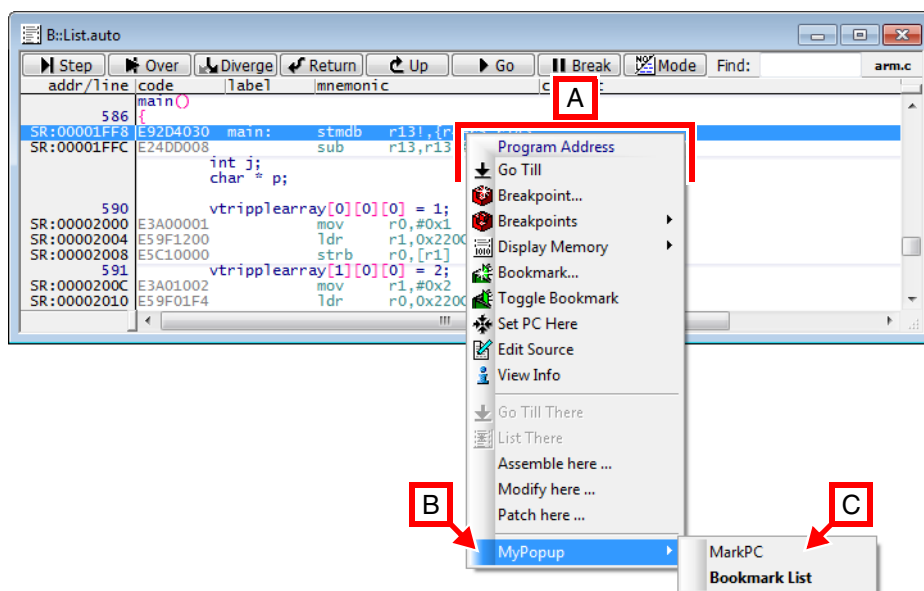 B::List.auto
Step Over Diverge Return Up Go Break Mode Find: arm.c
addr/line code label mnemonic
A
main()
586 {
SR:00001FF8 E92D4030 main: stmdb
SR:00001FFC E24DD008 sub r13,r13
int j;
char * p;
590 vtripplearray[0][0][0] = 1;
SR:00002000 E3A00001 mov r0,#0x1
SR:00002004 E59F1200 ldr
SR:00002008 E5C10000 strb r0,[r1]
591 vtripplearray[1][0][0] = 2;
SR:0000200C E3A01002 mov r1,#0x2
SR:00002010 E59F01F4 ldr
Program Address
Go Till
Breakpoint...
Breakpoints
Display Memory
Bookmark...
Toggle Bookmark
Set PC Here
Edit Source
View Info
Go Till There
List There
Assemble here ...
Modify here ...
Patch here ...
B
MyPopup
C
MarkPC
Bookmark List